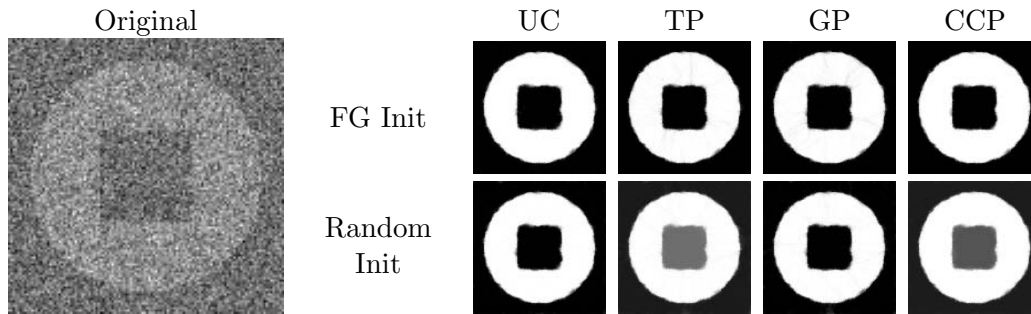 Original
UC TP GP CCP
FG Init
Random
Init